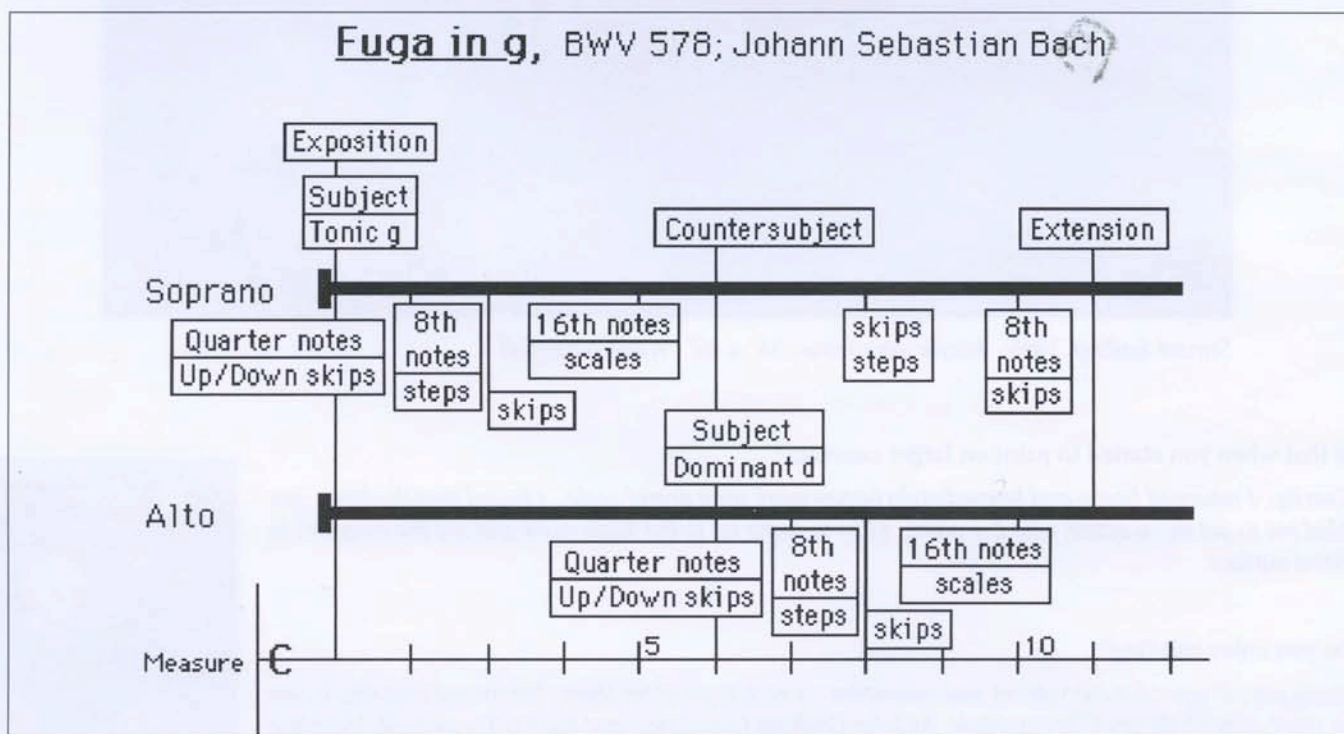 Fuga in g, BWV 578; Johann Sebastian Bach
Exposition
Subject
Tonic g
Countersubject
Extension
Soprano
Quarter notes
Up/Down skips
8th
notes
steps
skips
16th notes
scales
skips
steps
8th
notes
skips
Subject
Dominant d
Alto
Quarter notes
Up/Down skips
8th
notes
steps
skips
16th notes
scales
Measure C 5 10